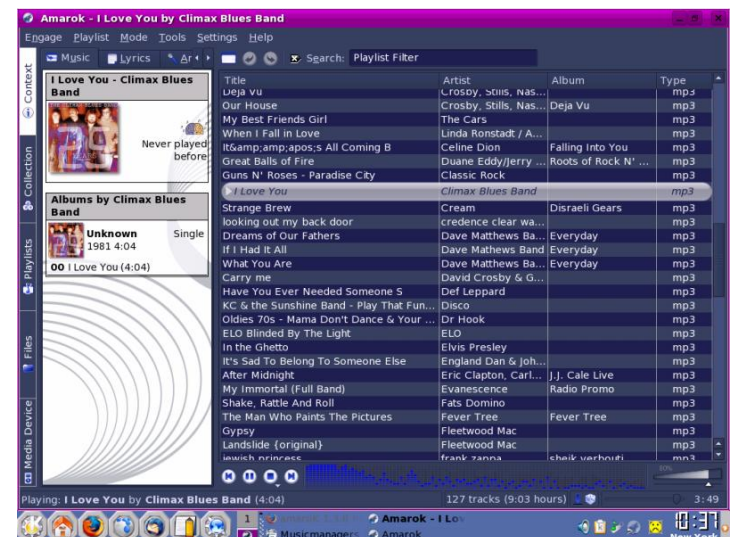 Amarok - I Love You by Climax Blues Band
Engage Playlist Mode Tools Settings Help
Music Lyrics Ar
Search: Playlist Filter
Context
Collection
Playlists
Files
Media Device
I Love You - Climax Blues
Band
Never played
before
Albums by Climax Blues
Band
Unknown Single
1981 4:04
00 I Love You (4:04)
Title Artist Album Type
Deja Vu Crosby, Stills, Nas... mp3
Our House Crosby, Stills, Nas... Deja Vu mp3
My Best Friends Girl The Cars mp3
When I Fall in Love Linda Ronstadt / A... mp3
It&amp;amp;apos;s All Coming B Celine Dion Falling Into You mp3
Great Balls of Fire Duane Eddy/Jerry ... Roots of Rock N' ... mp3
Guns N' Roses - Paradise City Classic Rock mp3
I Love You Climax Blues Band mp3
Strange Brew Cream Disraeli Gears mp3
looking out my back door credence clear wa... mp3
Dreams of Our Fathers Dave Matthews Ba... Everyday mp3
If I Had It All Dave Mathews Band Everyday mp3
What You Are Dave Matthews Ba... Everyday mp3
Carry me David Crosby & G... mp3
Have You Ever Needed Someone S Def Leppard mp3
KC & the Sunshine Band - Play That Fun... Disco mp3
Oldies 70s - Mama Don't Dance & Your ... Dr Hook mp3
ELO Blinded By The Light ELO mp3
In the Ghetto Elvis Presley mp3
It's Sad To Belong To Someone Else England Dan & Joh... mp3
After Midnight Eric Clapton, Carl... J.J. Cale Live mp3
My Immortal (Full Band) Evanescence Radio Promo mp3
Shake, Rattle And Roll Fats Domino mp3
The Man Who Paints The Pictures Fever Tree Fever Tree mp3
Gypsy Fleetwood Mac mp3
Landslide {original} Fleetwood Mac mp3
jewish princess frank zappa sheik yerbouti mp3
30%
Playing: I Love You by Climax Blues Band (4:04) 127 tracks (9:03 hours) 3:49
1 Amarok - I Lov
2 Musicmanagers Amarok
10:37
New York